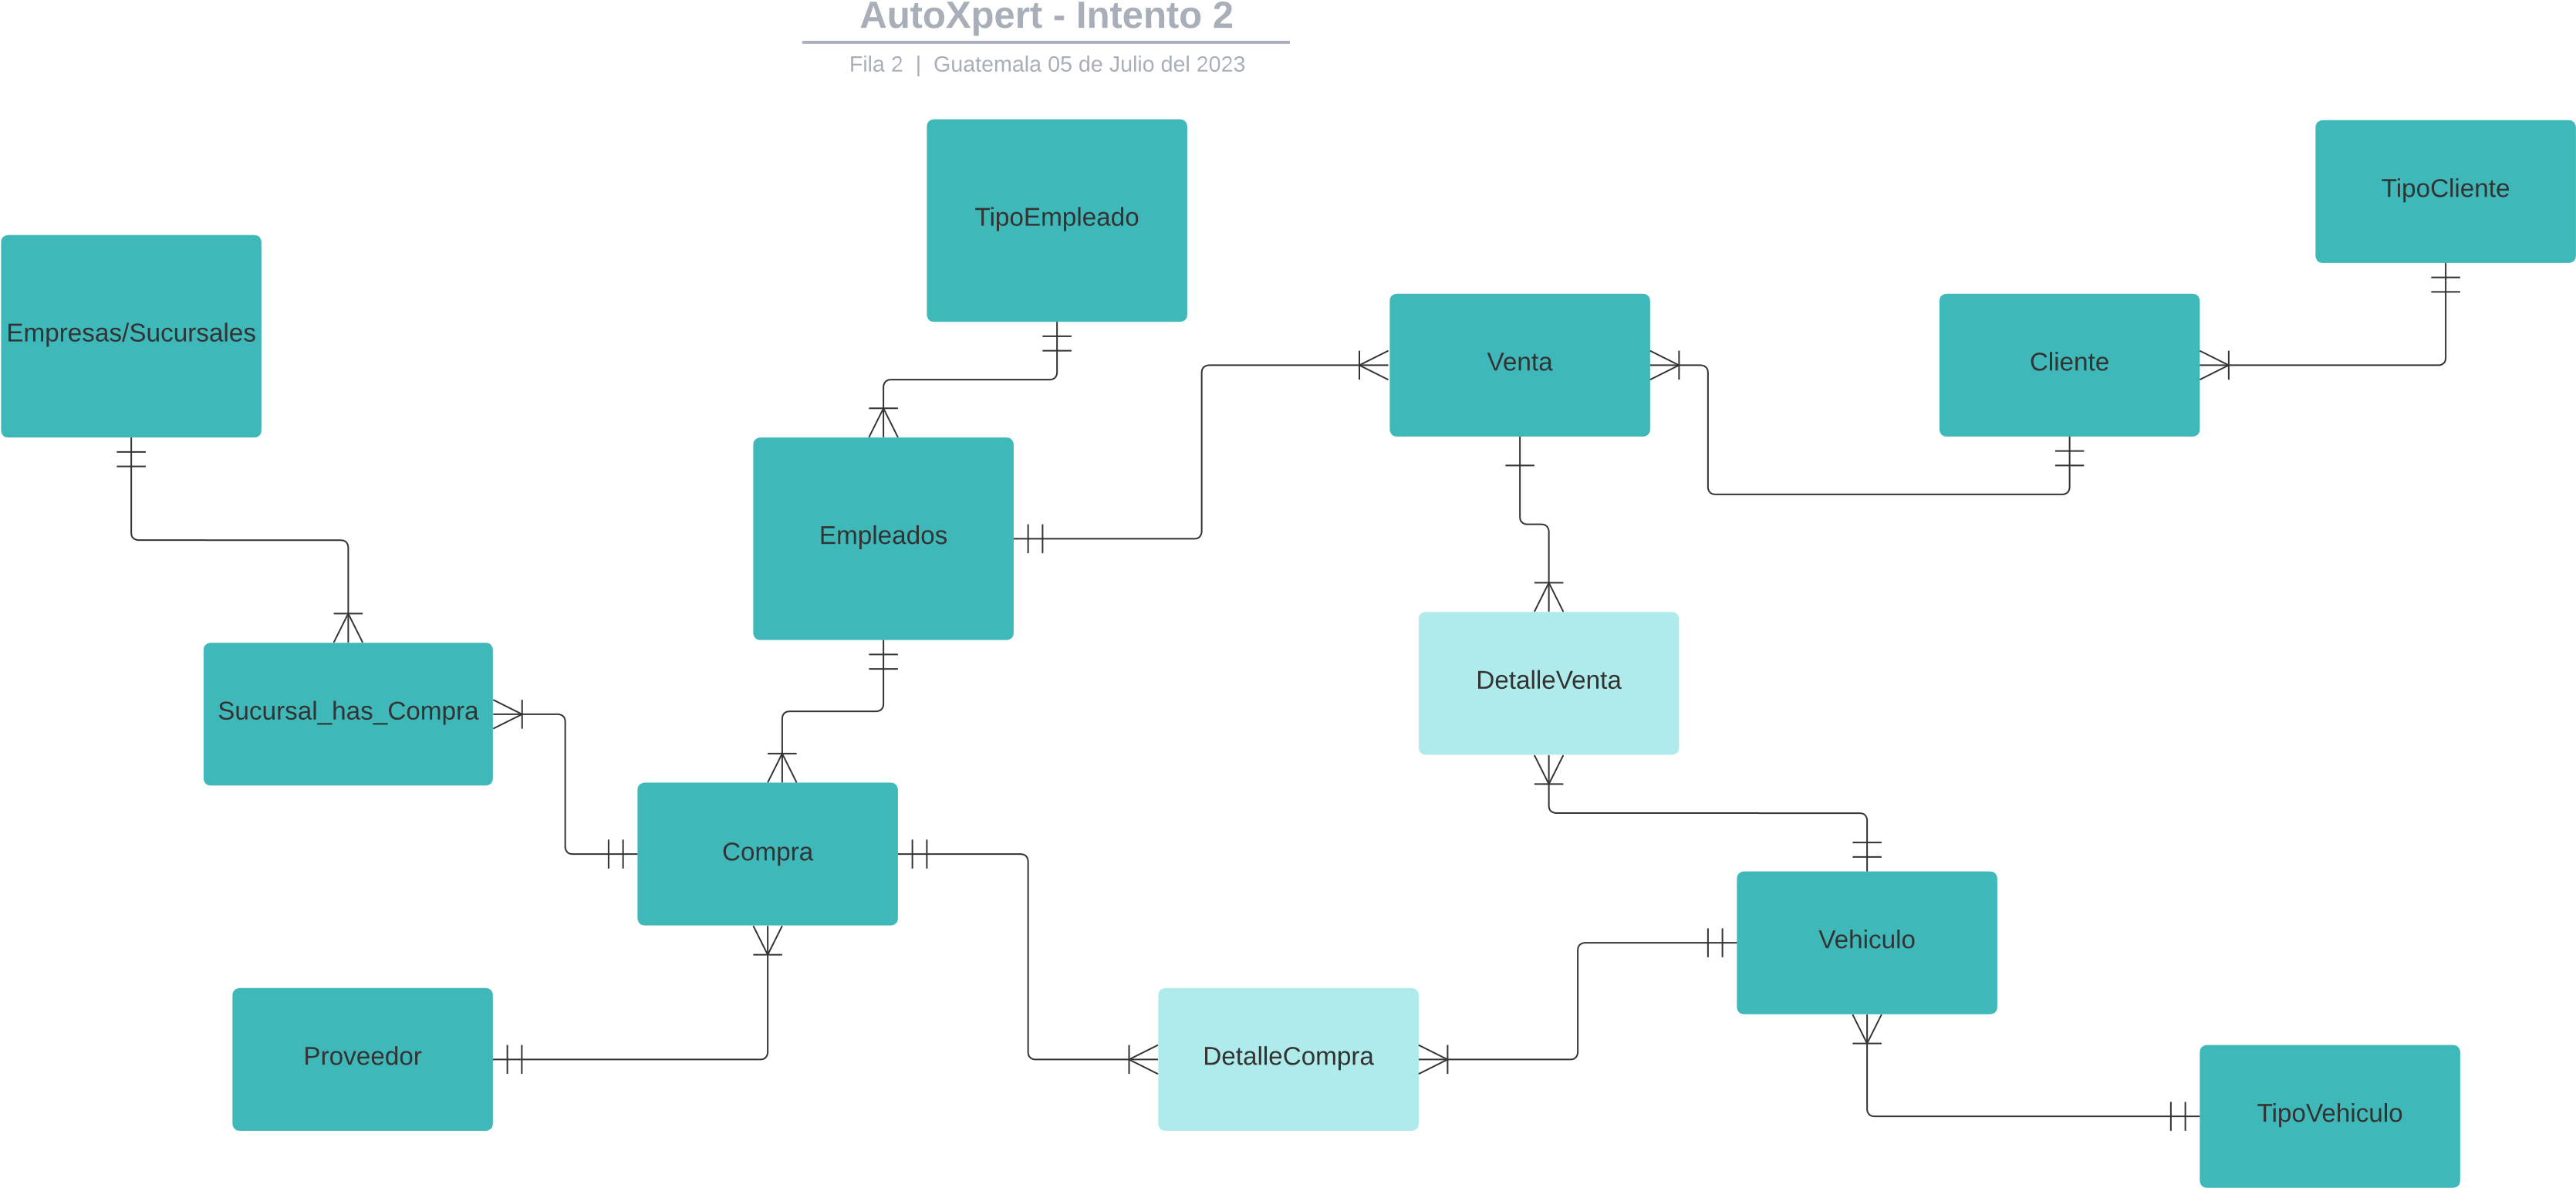 AutoXpert - Intento 2
Fila 2 | Guatemala 05 de Julio del 2023
TipoEmpleado
TipoCliente
Empresas/Sucursales
Venta
Cliente
Empleados
DetalleVenta
Sucursal_has_Compra
Compra
Vehiculo
Proveedor
DetalleCompra
TipoVehiculo